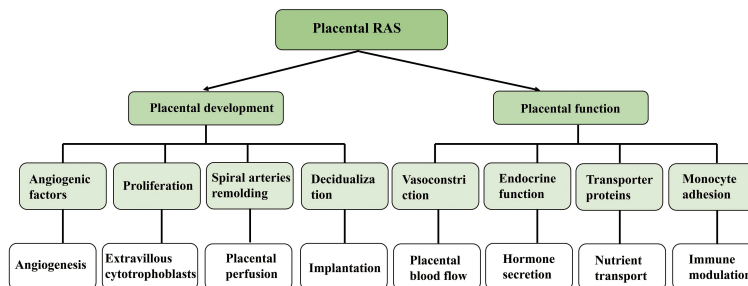 Placental RAS
Placental development
Placental function
Angiogenic
factors
Proliferation
Spiral arteries
remolding
Decidualiza
tion
Vasoconstri
ction
Endocrine
function
Transporter
proteins
Monocyte
adhesion
Angiogenesis
Extravillous
cytotrophoblasts
Placental
perfusion
Implantation
Placental
blood flow
Hormone
secretion
Nutrient
transport
Immune
modulation